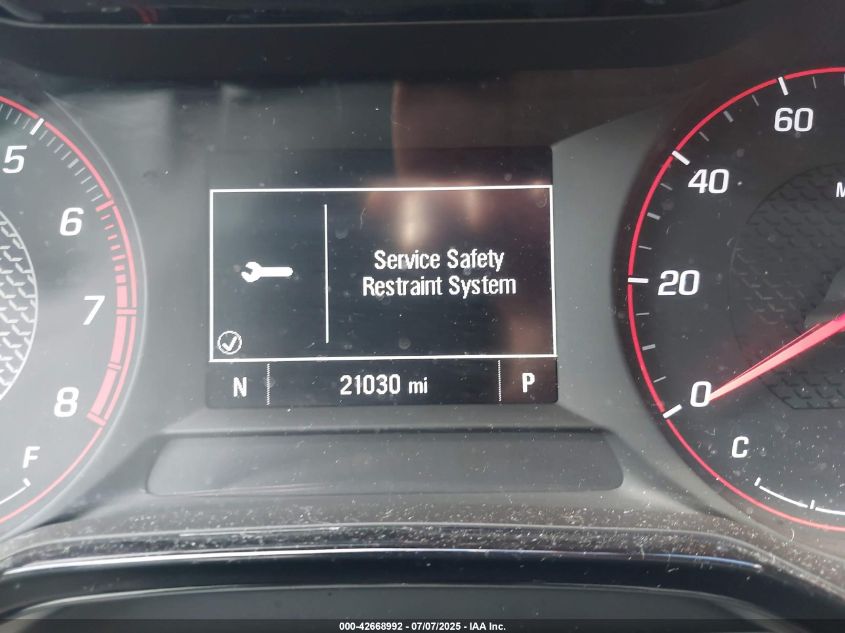 5
6
7
8
F
Service Safety
Restraint System
N 21030 mi P
60
40
20
0
C
M
000-42668992 - 07/07/2025 - IAA Inc.